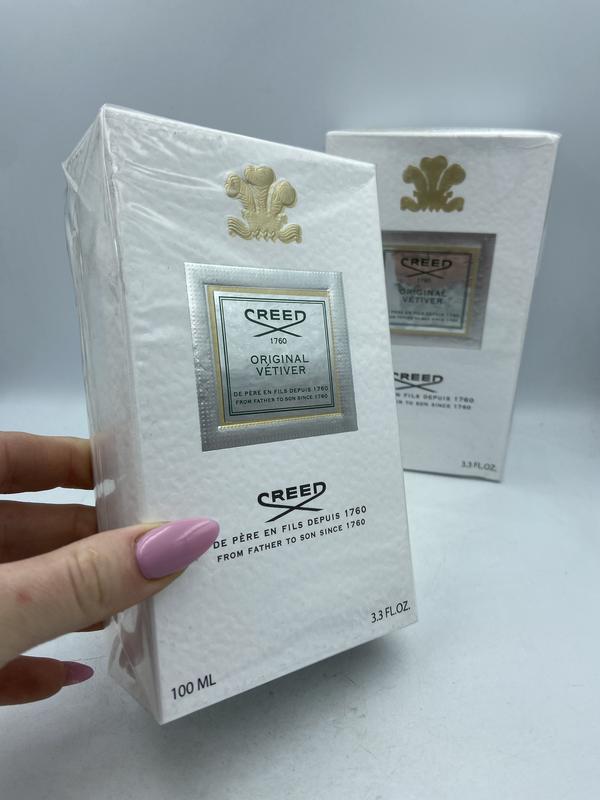 CREED
1760
ORIGINAL
VÉTIVER
DE PÈRE EN FILS DEPUIS 1760
FROM FATHER TO SON SINCE 1760
CREED
DE PÈRE EN FILS DEPUIS 1760
FROM FATHER TO SON SINCE 1760
3.3 FL.OZ.
100 ML
CREED
1760
ORIGINAL
VÉTIVER
CREED
EN FILS DEPUIS 1760
FATHER TO SON SINCE 1760
3.3 FL.OZ.